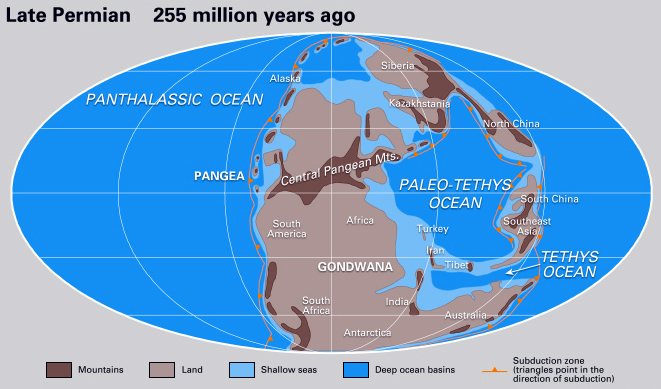 Late Permian 255 million years ago
Siberia
Alaska
PANTHALASSIC OCEAN
Kazakhstania
North China
Central Pangean Mts.
PANGEA
PALEO-TETHYS
OCEAN
South China
South
America
Africa
Southeast
Asia
Turkey
Iran
Tibet
TETHYS
OCEAN
GONDWANA
India
South
Africa
Australia
Antarctica
Mountains
Land
Shallow seas
Deep ocean basins
Subduction zone
(triangles point in the
direction of subduction)